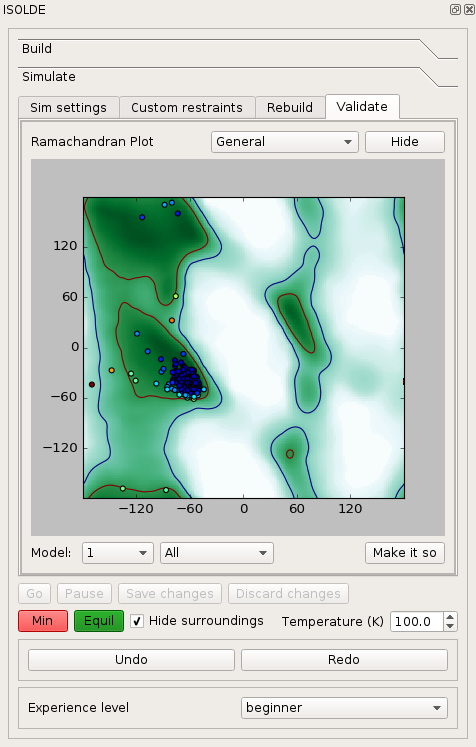 ISOLDE
Build
Simulate
Sim settings Custom restraints Rebuild Validate
Ramachandran Plot General Hide
120
60
0
−60
−120
−120 −60 0 60 120
Model: 1 All Make it so
Go Pause Save changes Discard changes
Min Equil Hide surroundings Temperature (K) 100.0
Undo Redo
Experience level beginner